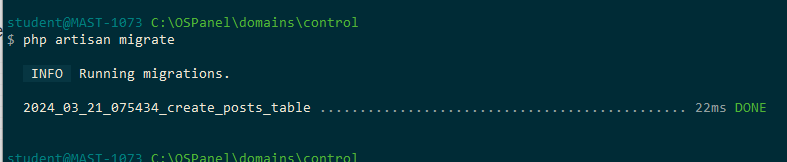 student@MAST-1073 C:\OSPanel\domains\control
$ php artisan migrate
INFO Running migrations.
2024_03_21_075434_create_posts_table .............................................. 22ms DONE
student@MAST-1073 C:\OSPanel\domains\control